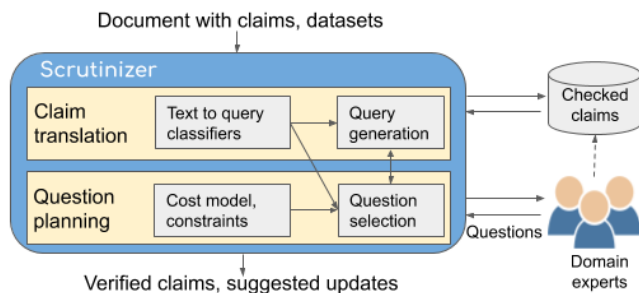 Document with claims, datasets
Scrutinizer
Claim
translation
Text to query
classifiers
Query
generation
Checked
claims
Question
planning
Cost model,
constraints
Question
selection
Questions
Domain
experts
Verified claims, suggested updates